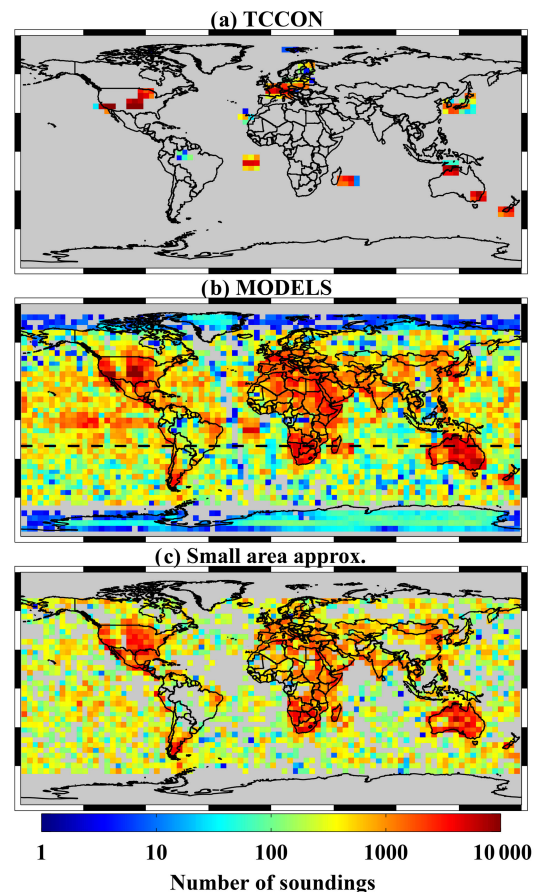 (a) TCCON
(b) MODELS
(c) Small area approx.
1 10 100 1000 10 000
Number of soundings